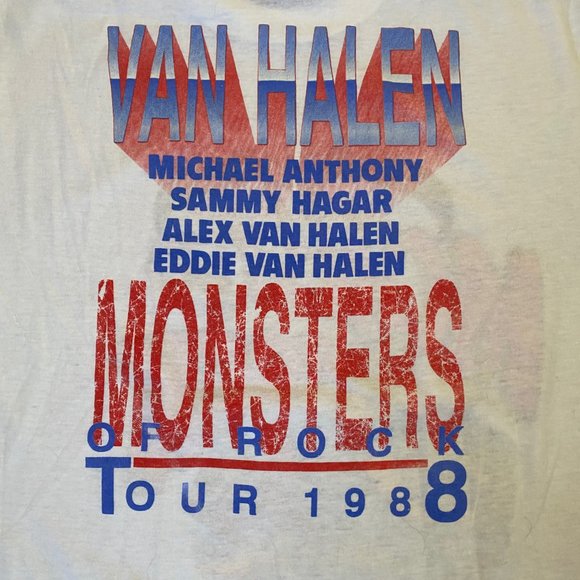 VAN HALEN
MICHAEL ANTHONY
SAMMY HAGAR
ALEX VAN HALEN
EDDIE VAN HALEN
MONSTERS
OF ROCK
TOUR 1988